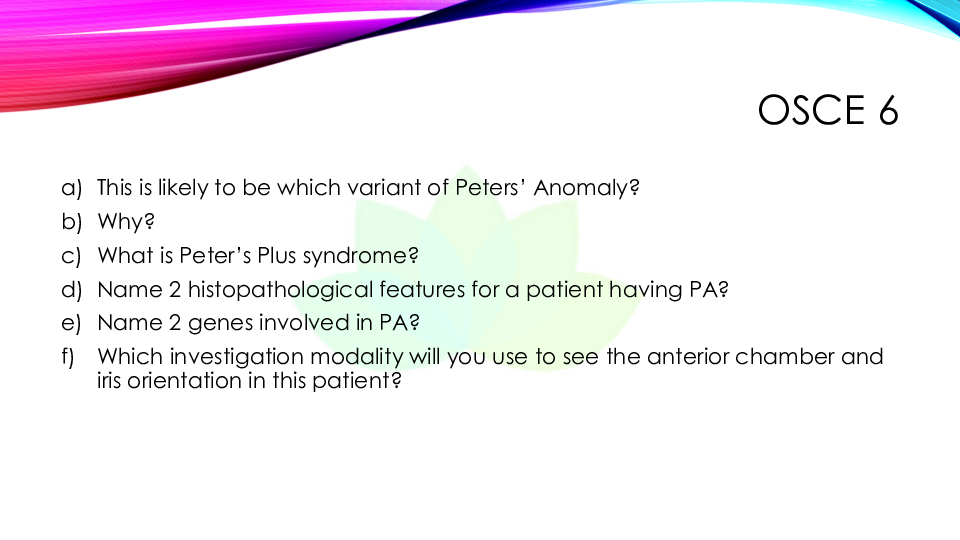 OSCE 6
a) This is likely to be which variant of Peters' Anomaly?
b) Why?
c) What is Peter's Plus syndrome?
d) Name 2 histopathological features for a patient having PA?
e) Name 2 genes involved in PA?
f) Which investigation modality will you use to see the anterior chamber and
iris orientation in this patient?